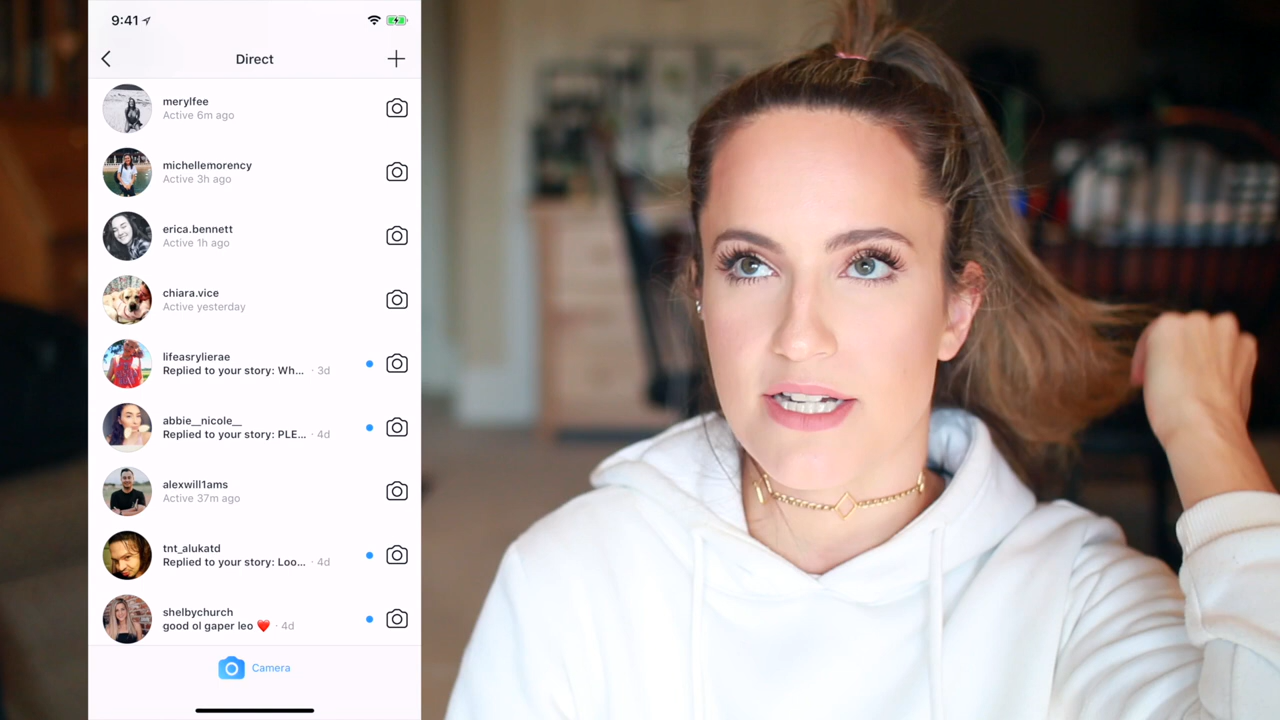 9:41
Direct
merylfee
Active 6m ago
michellemorency
Active 3h ago
erica.bennett
Active 1h ago
chiara.vice
Active yesterday
lifeasrylierae
Replied to your story: Wh... · 3d
abbie__nicole__
Replied to your story: PLE... · 4d
alexwill1ams
Active 37m ago
tnt_alukatd
Replied to your story: Loo... · 4d
shelbychurch
good ol gaper leo ❤️ · 4d
Camera